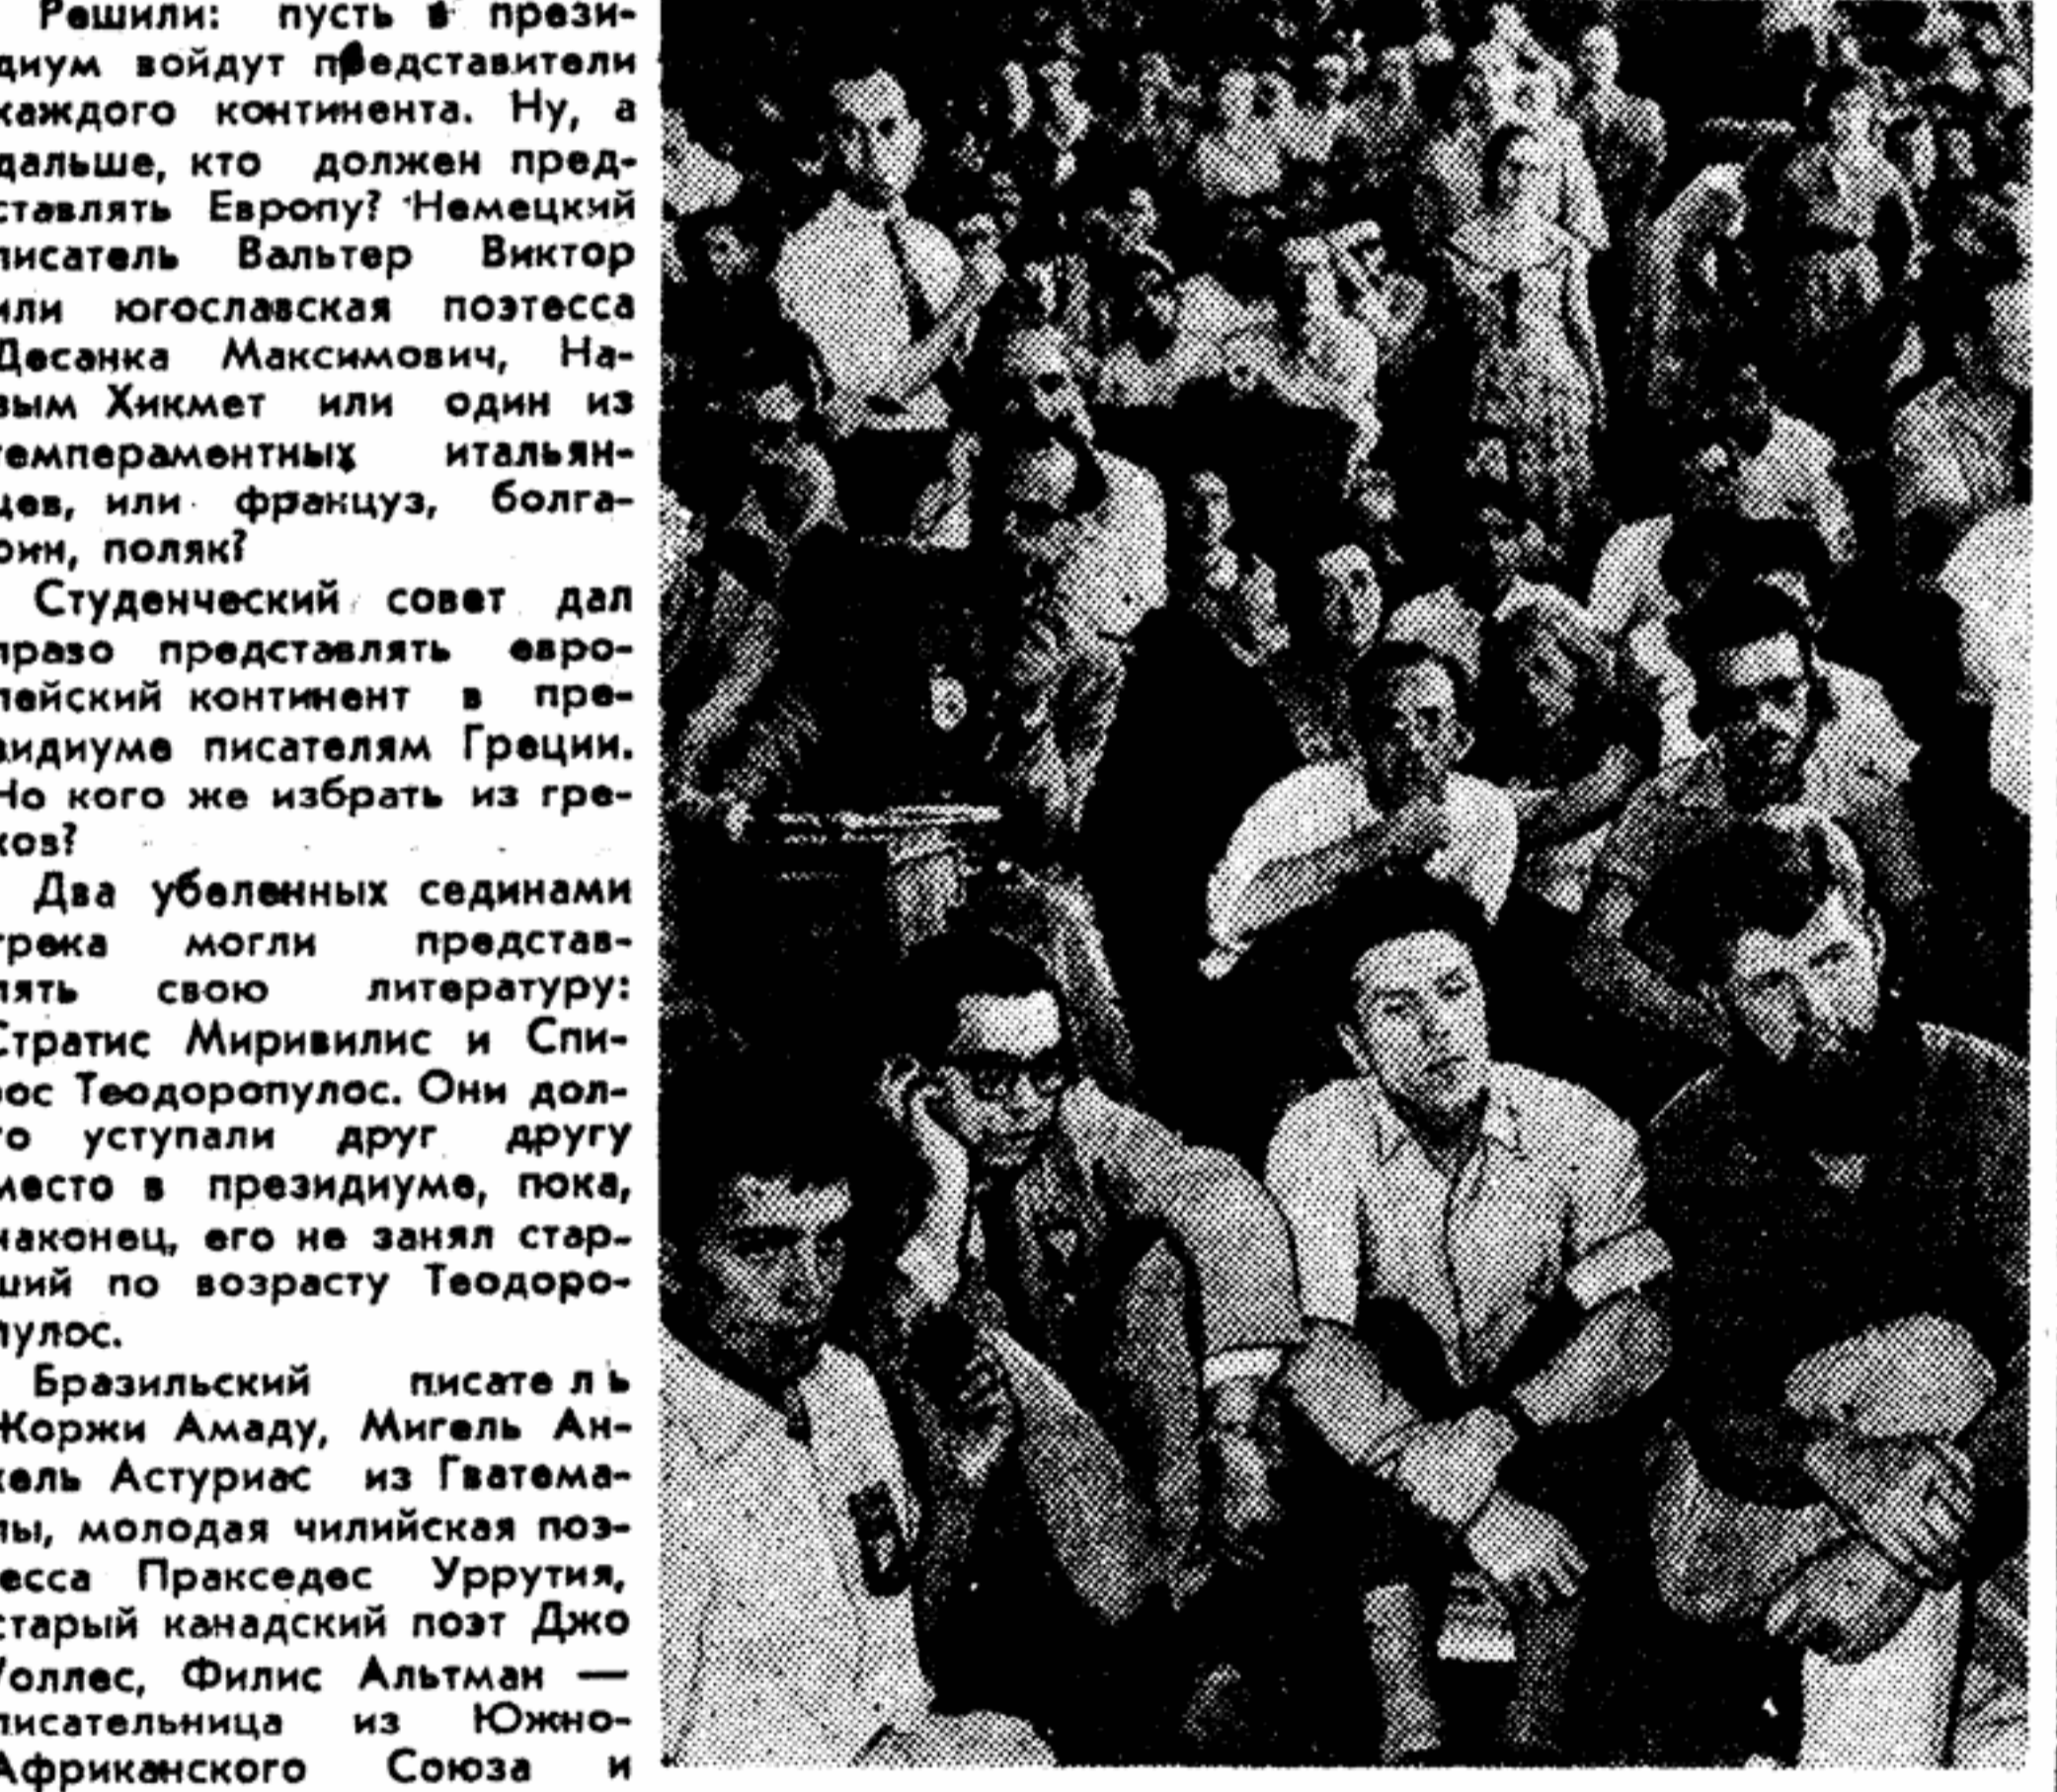 Решили: пусть в прези-
диум войдут представители
каждого континента. Ну, а
дальше, кто должен пред-
ставлять Европу? Немецкий
писатель Вальтер Виктор
или югославская поэтесса
Десанка Максимович, На-
зым Хикмет или один из
темпераментных итальян-
цев, или француз, болга-
рин, поляк?
Студенческий совет дал
право представлять евро-
пейский континент в пре-
зидиуме писателям Греции.
Но кого же избрать из гре-
ков?
Два убеленных сединами
грека могли представ-
лять свою литературу:
Стратис Миривилис и Спи-
рос Теодоропулос. Они дол-
го уступали друг другу
место в президиуме, пока,
наконец, его не занял стар-
ший по возрасту Теодоро-
пулос.
Бразильский писатель
Жоржи Амаду, Мигель Ан-
хель Астуриас из Гватема-
лы, молодая чилийская поэ-
тесса Пракседес Уррутия,
старый канадский поэт Джо
Уоллес, Филис Альтман —
писательница из Южно-
Африканского Союза и